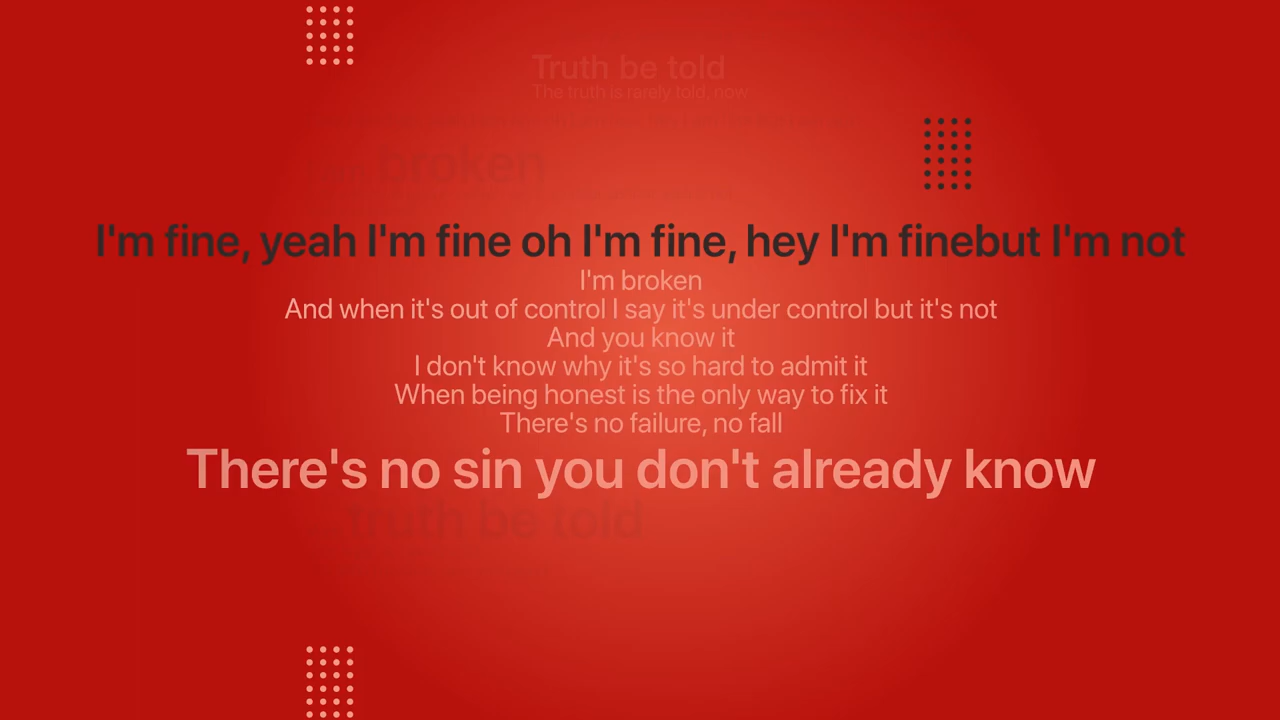 Truth be told
The truth is rarely told, now
broken
I'm fine, yeah I'm fine oh I'm fine, hey I'm finebut I'm not
I'm broken
And when it's out of control I say it's under control but it's not
And you know it
I don't know why it's so hard to admit it
When being honest is the only way to fix it
There's no failure, no fall
There's no sin you don't already know
truth be told